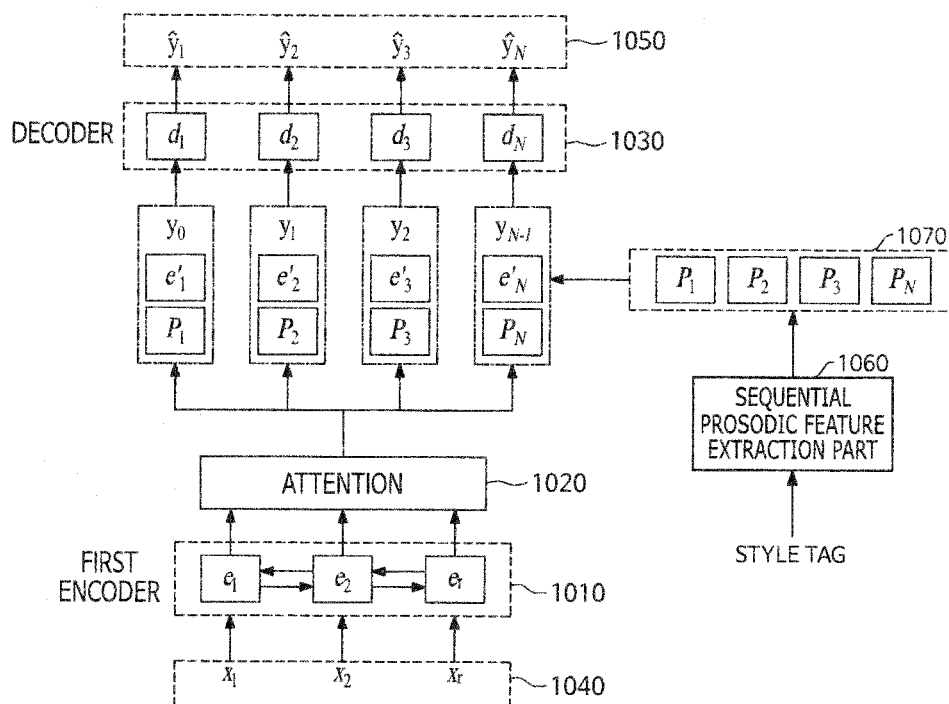 ŷ₁ ŷ₂ ŷ₃ ŷN 1050
DECODER d₁ d₂ d₃ dN 1030
y₀ y₁ y₂ yN-1 1070
e'₁ e'₂ e'₃ e'N P₁ P₂ P₃ PN
P₁ P₂ P₃ PN
1060
SEQUENTIAL
PROSODIC FEATURE
EXTRACTION PART
ATTENTION 1020
STYLE TAG
FIRST
ENCODER
e₁ e₂ eₜ 1010
x₁ x₂ xₜ 1040